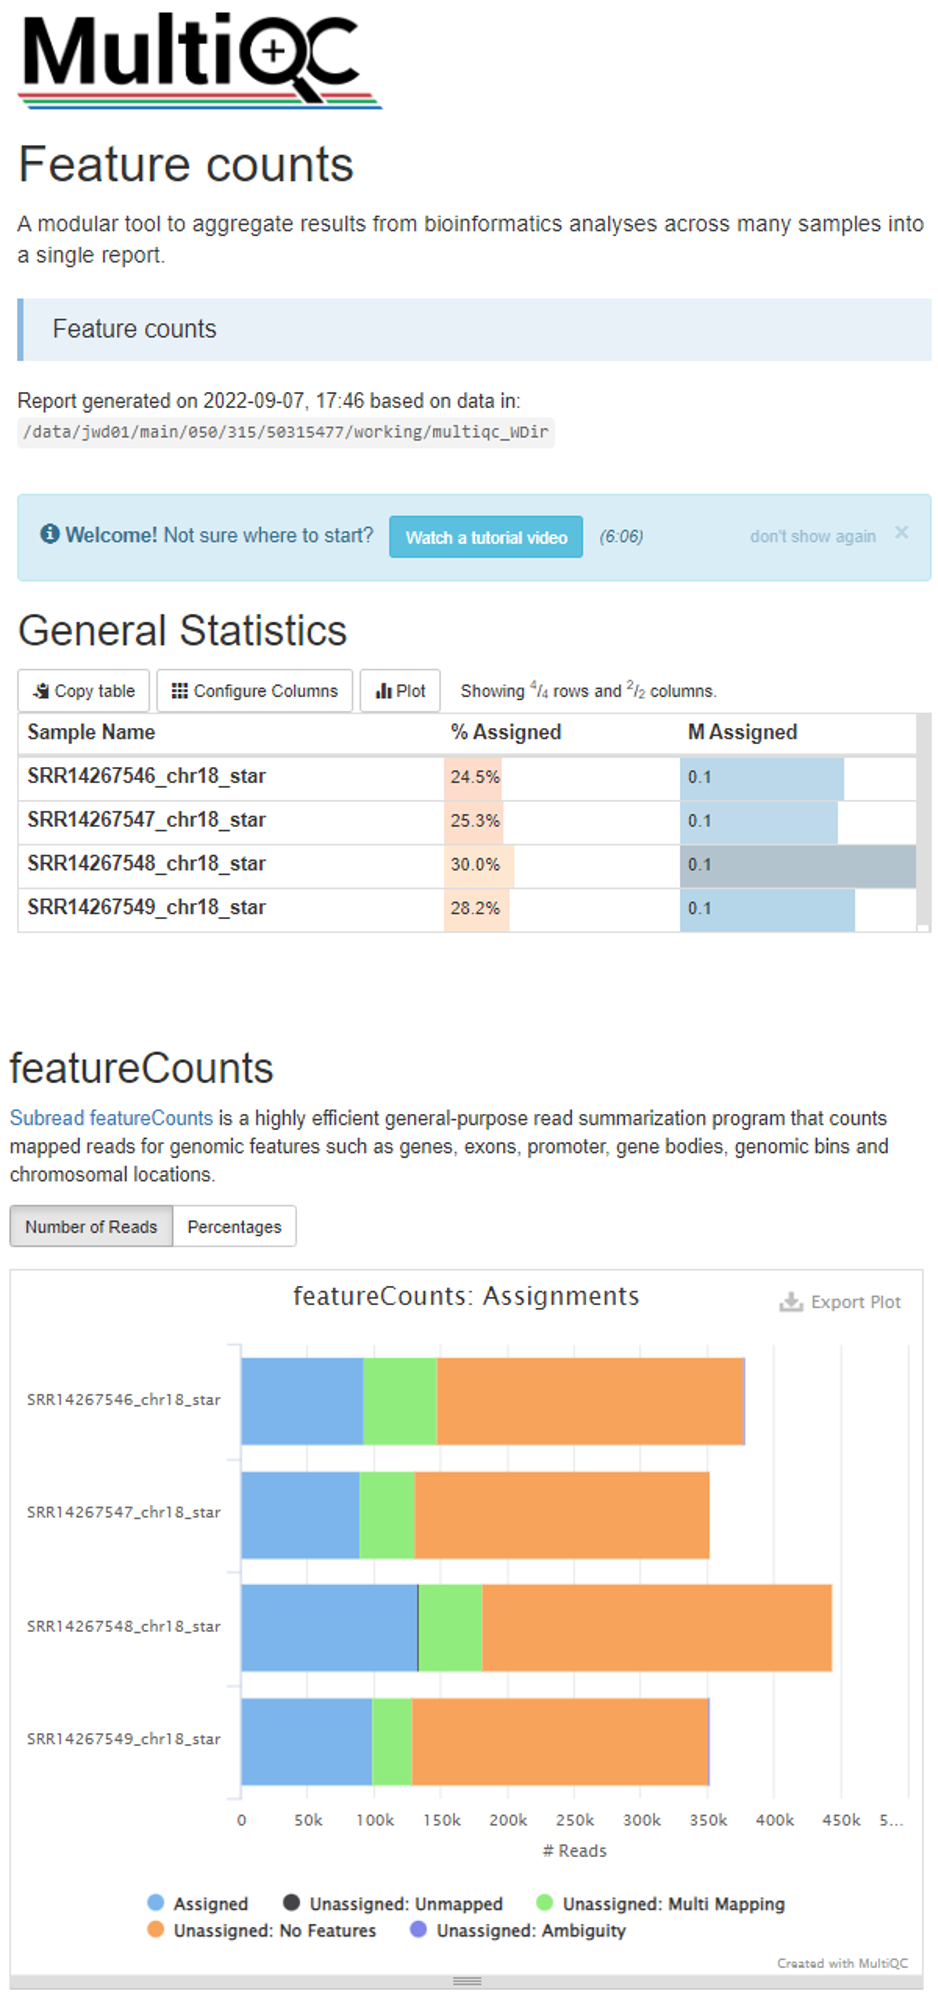 MultiQC
Feature counts
A modular tool to aggregate results from bioinformatics analyses across many samples into
a single report.
Feature counts
Report generated on 2022-09-07, 17:46 based on data in:
/data/jwd01/main/050/315/50315477/working/multiqc_WDir
Welcome! Not sure where to start? Watch a tutorial video (6:06) don't show again ×
General Statistics
Copy table Configure Columns Plot Showing 4/4 rows and 2/2 columns.
Sample Name % Assigned M Assigned
SRR14267546_chr18_star 24.5% 0.1
SRR14267547_chr18_star 25.3% 0.1
SRR14267548_chr18_star 30.0% 0.1
SRR14267549_chr18_star 28.2% 0.1
featureCounts
Subread featureCounts is a highly efficient general-purpose read summarization program that counts
mapped reads for genomic features such as genes, exons, promoter, gene bodies, genomic bins and
chromosomal locations.
Number of Reads Percentages
featureCounts: Assignments
Export Plot
SRR14267546_chr18_star
SRR14267547_chr18_star
SRR14267548_chr18_star
SRR14267549_chr18_star
0 50k 100k 150k 200k 250k 300k 350k 400k 450k 5...
# Reads
Assigned Unassigned: Unmapped Unassigned: Multi Mapping
Unassigned: No Features Unassigned: Ambiguity
Created with MultiQC